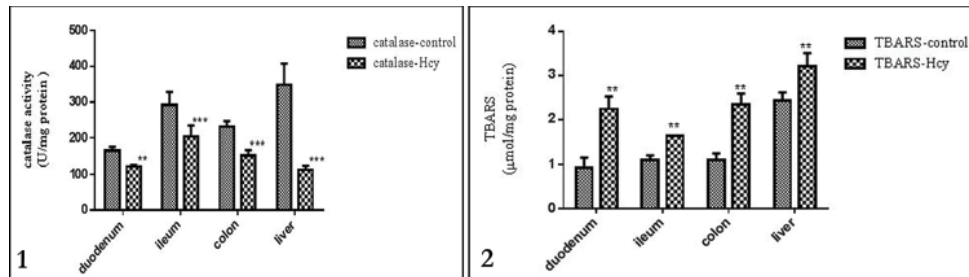 500
400
300
200
100
0
catalase activity
(U/mg protein )
catalase-control
catalase-Hcy
**
***
***
***
duodenum
ileum
colon
liver
1
4
3
2
1
0
TBARS
(µmol/mg protein)
TBARS-control
TBARS-Hcy
**
**
**
**
duodenum
ileum
colon
liver
2